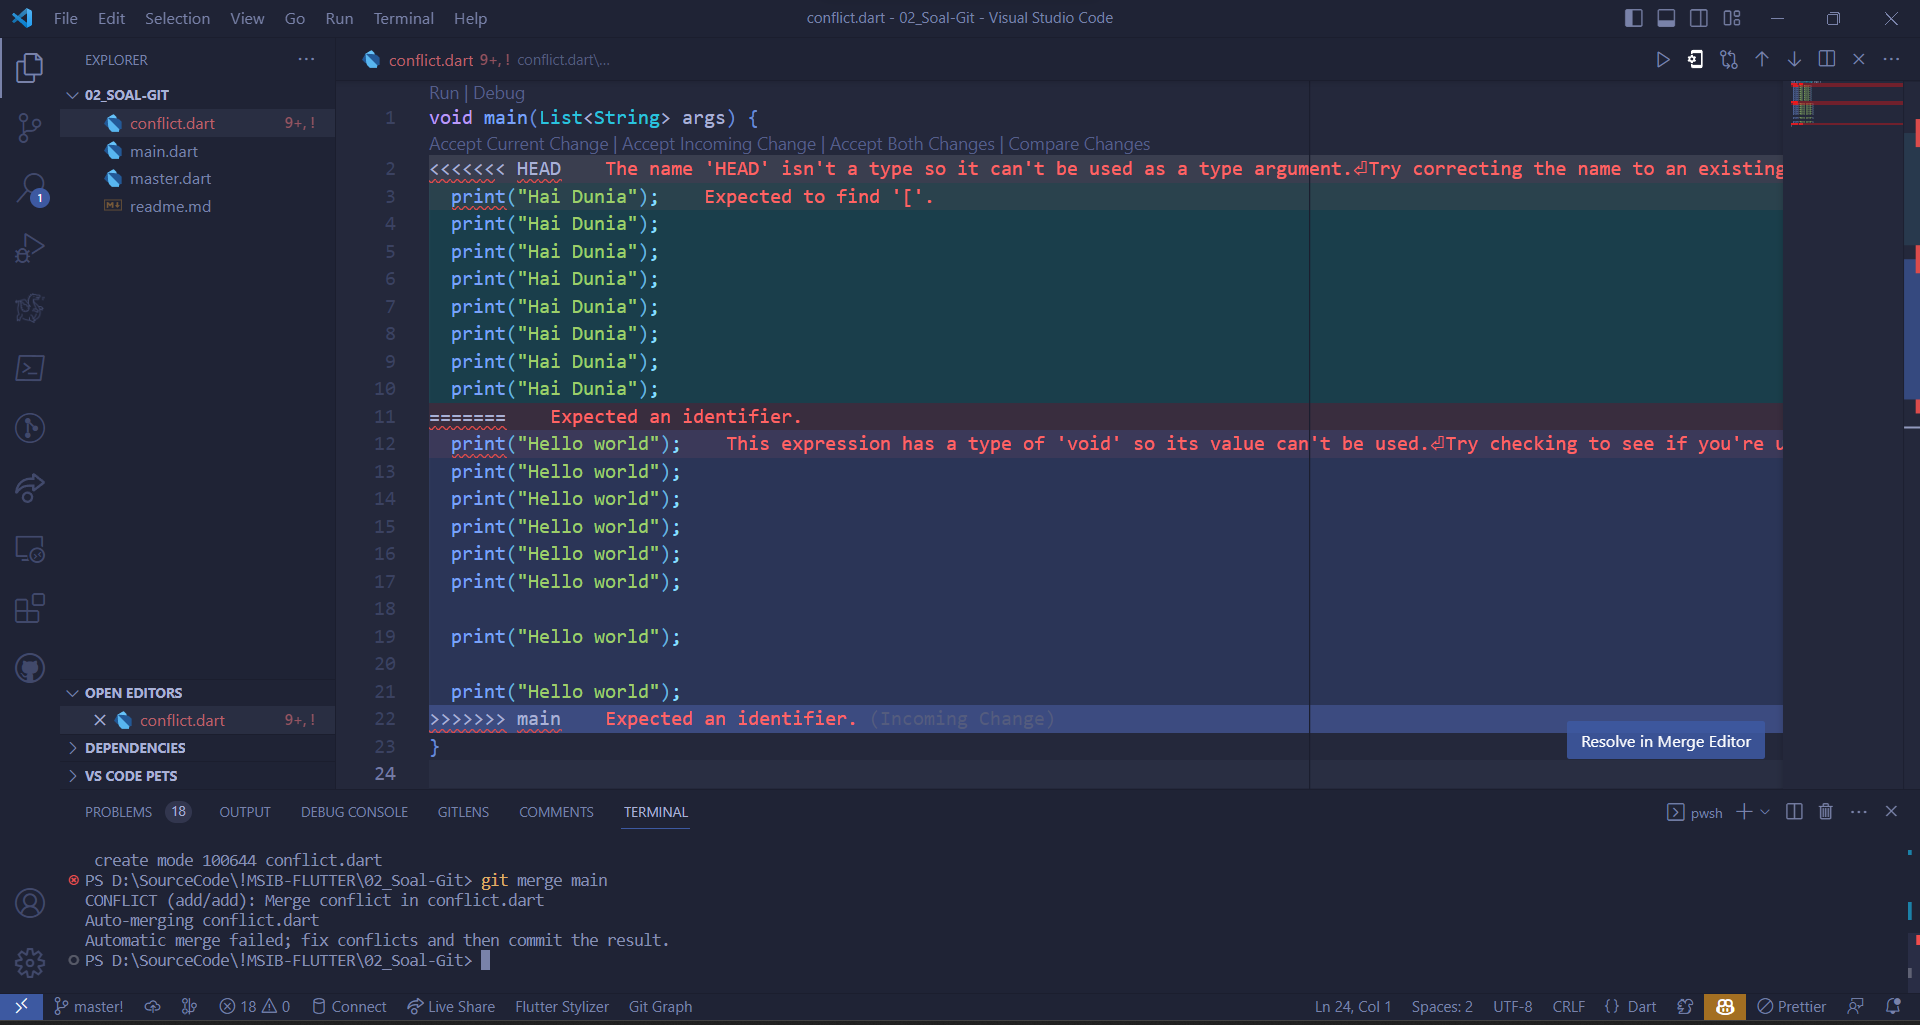 File Edit Selection View Go Run Terminal Help
conflict.dart - 02_Soal-Git - Visual Studio Code
EXPLORER
02_SOAL-GIT
conflict.dart 9+, !
main.dart
master.dart
readme.md
1
OPEN EDITORS
conflict.dart 9+, !
DEPENDENCIES
VS CODE PETS
conflict.dart 9+, ! conflict.dart\...
Run | Debug
1 void main(List<String> args) {
Accept Current Change | Accept Incoming Change | Accept Both Changes | Compare Changes
2 <<<<<<< HEAD The name 'HEAD' isn't a type so it can't be used as a type argument.⏎Try correcting the name to an existing
3 print("Hai Dunia"); Expected to find '['.
4 print("Hai Dunia");
5 print("Hai Dunia");
6 print("Hai Dunia");
7 print("Hai Dunia");
8 print("Hai Dunia");
9 print("Hai Dunia");
10 print("Hai Dunia");
11 ======= Expected an identifier.
12 print("Hello world"); This expression has a type of 'void' so its value can't be used.⏎Try checking to see if you're u
13 print("Hello world");
14 print("Hello world");
15 print("Hello world");
16 print("Hello world");
17 print("Hello world");
18
19 print("Hello world");
20
21 print("Hello world");
22 >>>>>>> main Expected an identifier. (Incoming Change)
23 }
24
Resolve in Merge Editor
PROBLEMS 18 OUTPUT DEBUG CONSOLE GITLENS COMMENTS TERMINAL
pwsh
create mode 100644 conflict.dart
PS D:\SourceCode\!MSIB-FLUTTER\02_Soal-Git> git merge main
CONFLICT (add/add): Merge conflict in conflict.dart
Auto-merging conflict.dart
Automatic merge failed; fix conflicts and then commit the result.
PS D:\SourceCode\!MSIB-FLUTTER\02_Soal-Git>
master! 18 0 Connect Live Share Flutter Stylizer Git Graph
Ln 24, Col 1 Spaces: 2 UTF-8 CRLF {} Dart Prettier